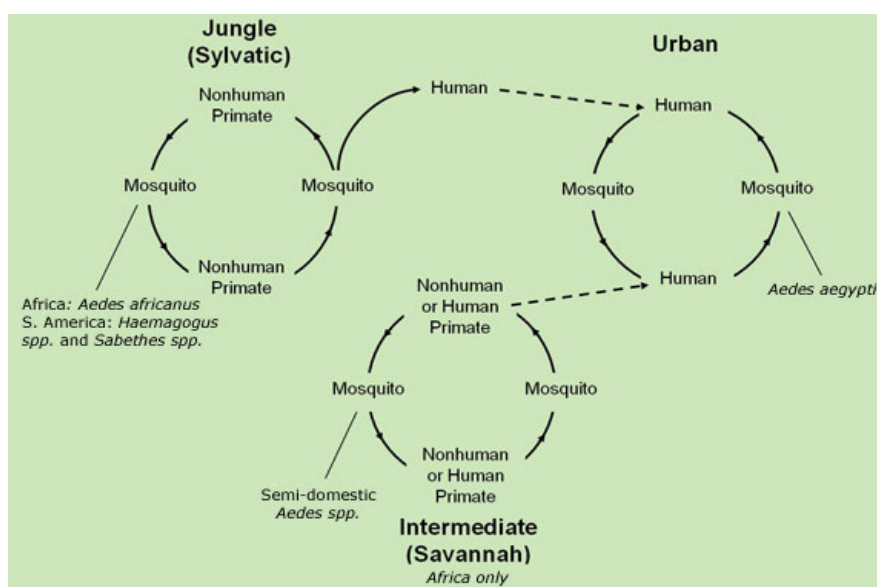 Jungle
(Sylvatic)
Urban
Nonhuman
Primate
Human
Human
Mosquito
Mosquito
Mosquito
Mosquito
Nonhuman
Primate
Human
Africa: Aedes africanus
S. America: Haemagogus
spp. and Sabethes spp.
Aedes aegypti
Nonhuman
or Human
Primate
Mosquito
Mosquito
Nonhuman
or Human
Primate
Semi-domestic
Aedes spp.
Intermediate
(Savannah)
Africa only